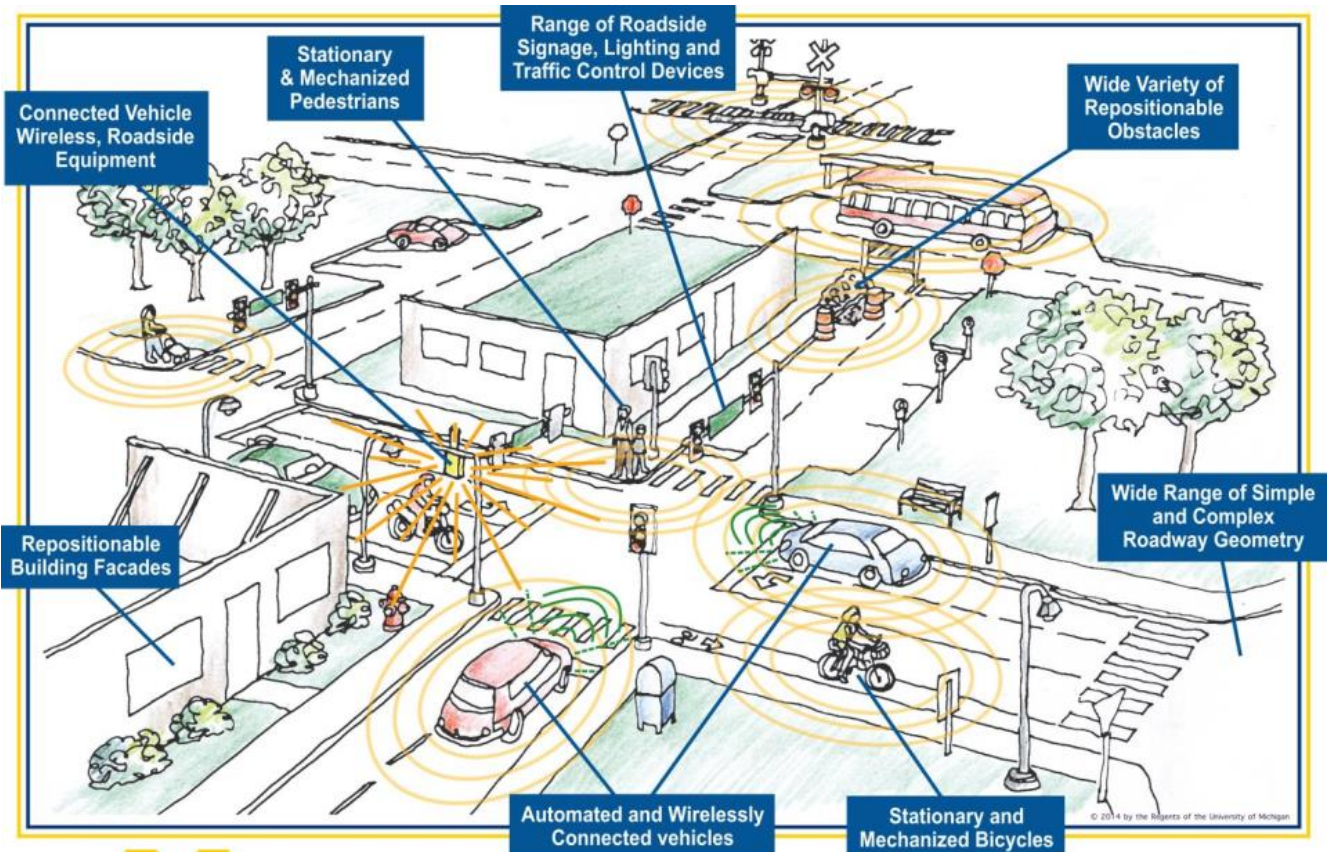 Range of Roadside
Signage, Lighting and
Traffic Control Devices
Stationary
& Mechanized
Pedestrians
Wide Variety of
Repositionable
Obstacles
Connected Vehicle
Wireless, Roadside
Equipment
Wide Range of Simple
and Complex
Roadway Geometry
Repositionable
Building Facades
Automated and Wirelessly
Connected vehicles
Stationary and
Mechanized Bicycles
© 2014 by the Regents of the University of Michigan